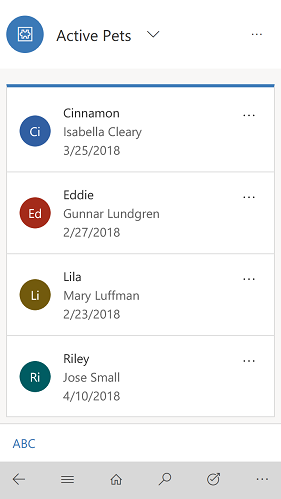 Active Pets
Ci
Cinnamon
Isabella Cleary
3/25/2018
Ed
Eddie
Gunnar Lundgren
2/27/2018
Li
Lila
Mary Luffman
2/23/2018
Ri
Riley
Jose Small
4/10/2018
ABC